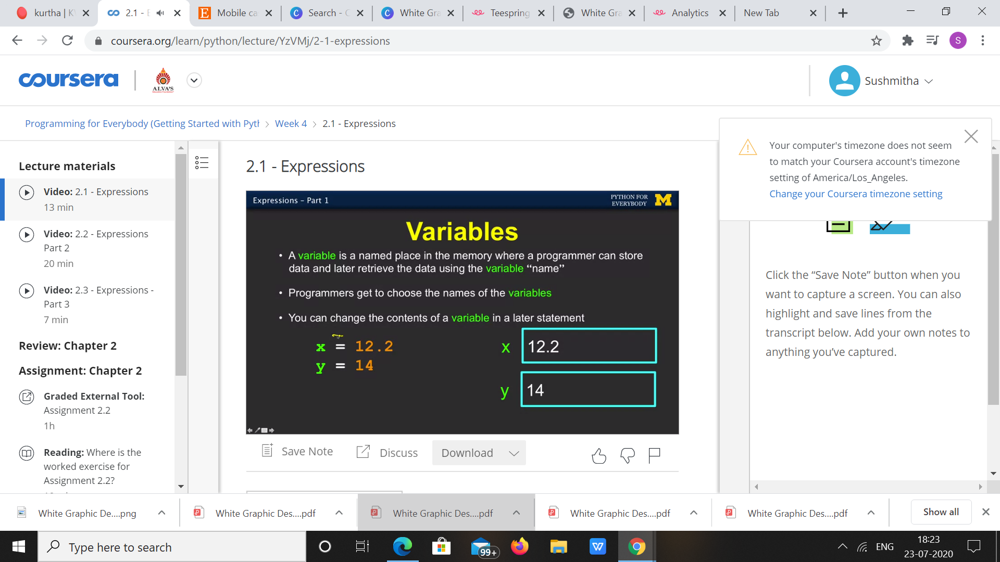 kurtha | K
2.1 - E
Mobile ca
Search - C
White Gra
Teespring
White Gra
Analytics
New Tab
coursera.org/learn/python/lecture/YzVMj/2-1-expressions
S
coursera
ALVA'S
Sushmitha
Programming for Everybody (Getting Started with Pyth > Week 4 > 2.1 - Expressions
Your computer's timezone does not seem
to match your Coursera account's timezone
setting of America/Los_Angeles.
Change your Coursera timezone setting
Lecture materials
Video: 2.1 - Expressions
13 min
Video: 2.2 - Expressions
Part 2
20 min
Video: 2.3 - Expressions -
Part 3
7 min
Review: Chapter 2
Assignment: Chapter 2
Graded External Tool:
Assignment 2.2
1h
Reading: Where is the
worked exercise for
Assignment 2.2?
2.1 - Expressions
Expressions – Part 1
PYTHON FOR
EVERYBODY
M
Variables
• A variable is a named place in the memory where a programmer can store
data and later retrieve the data using the variable “name”
• Programmers get to choose the names of the variables
• You can change the contents of a variable in a later statement
x = 12.2
y = 14
x 12.2
y 14
Save Note
Discuss
Download
Click the “Save Note” button when you
want to capture a screen. You can also
highlight and save lines from the
transcript below. Add your own notes to
anything you’ve captured.
White Graphic De....png
White Graphic Des....pdf
White Graphic Des....pdf
White Graphic Des....pdf
White Graphic Des....pdf
Show all
Type here to search
99+
W
ENG
18:23
23-07-2020